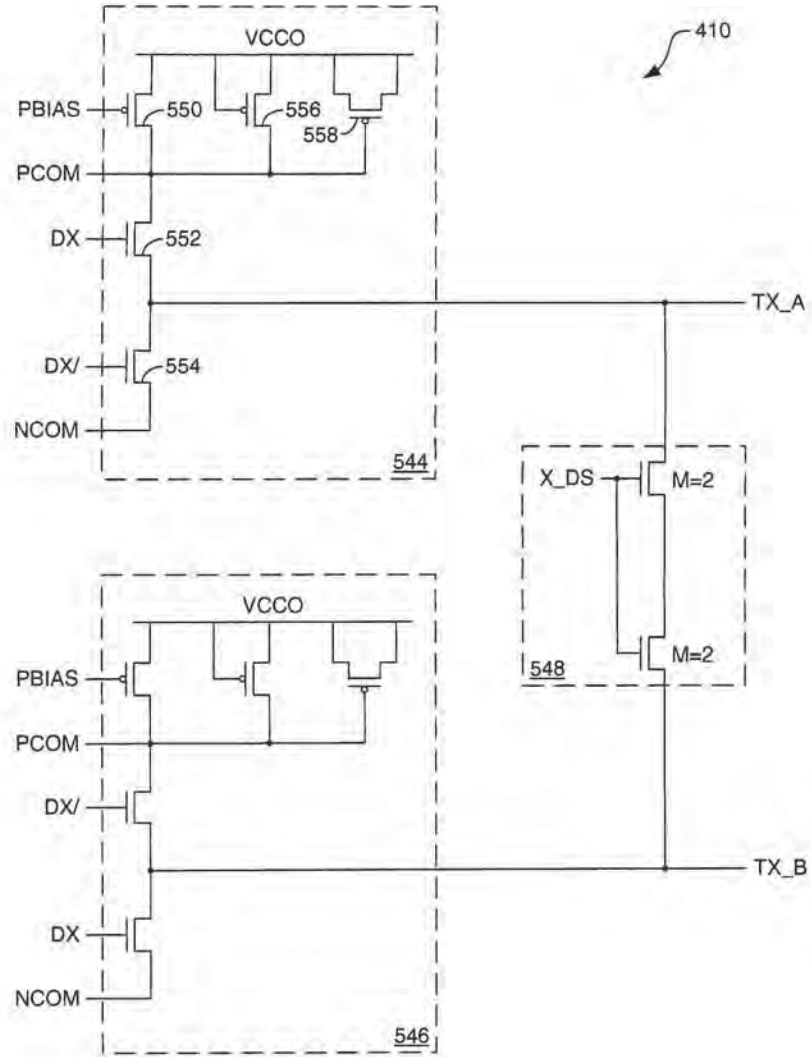 410
VCCO
PBIAS
550
556
558
PCOM
DX
552
TX_A
DX/
554
NCOM
544
X_DS
M=2
M=2
548
VCCO
PBIAS
PCOM
DX/
TX_B
DX
NCOM
546